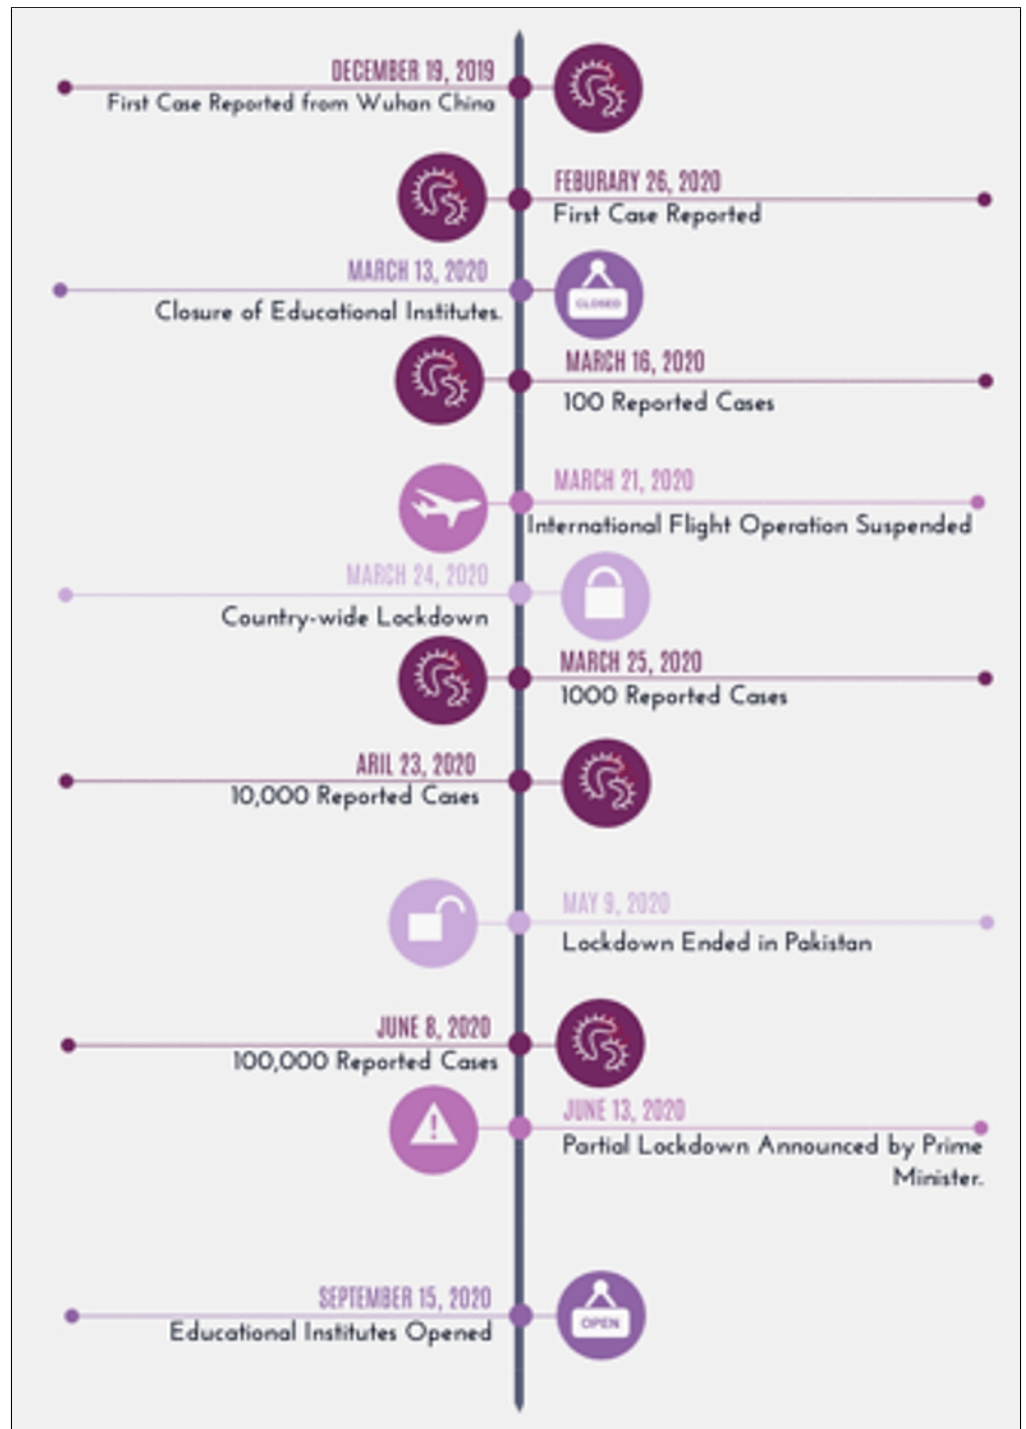 DECEMBER 19, 2019
First Case Reported from Wuhan China
FEBURARY 26, 2020
First Case Reported
MARCH 13, 2020
Closure of Educational Institutes.
CLOSED
MARCH 16, 2020
100 Reported Cases
MARCH 21, 2020
International Flight Operation Suspended
MARCH 24, 2020
Country-wide Lockdown
MARCH 25, 2020
1000 Reported Cases
ARIL 23, 2020
10,000 Reported Cases
MAY 9, 2020
Lockdown Ended in Pakistan
JUNE 8, 2020
100,000 Reported Cases
JUNE 13, 2020
Partial Lockdown Announced by Prime
Minister.
SEPTEMBER 15, 2020
Educational Institutes Opened
OPEN